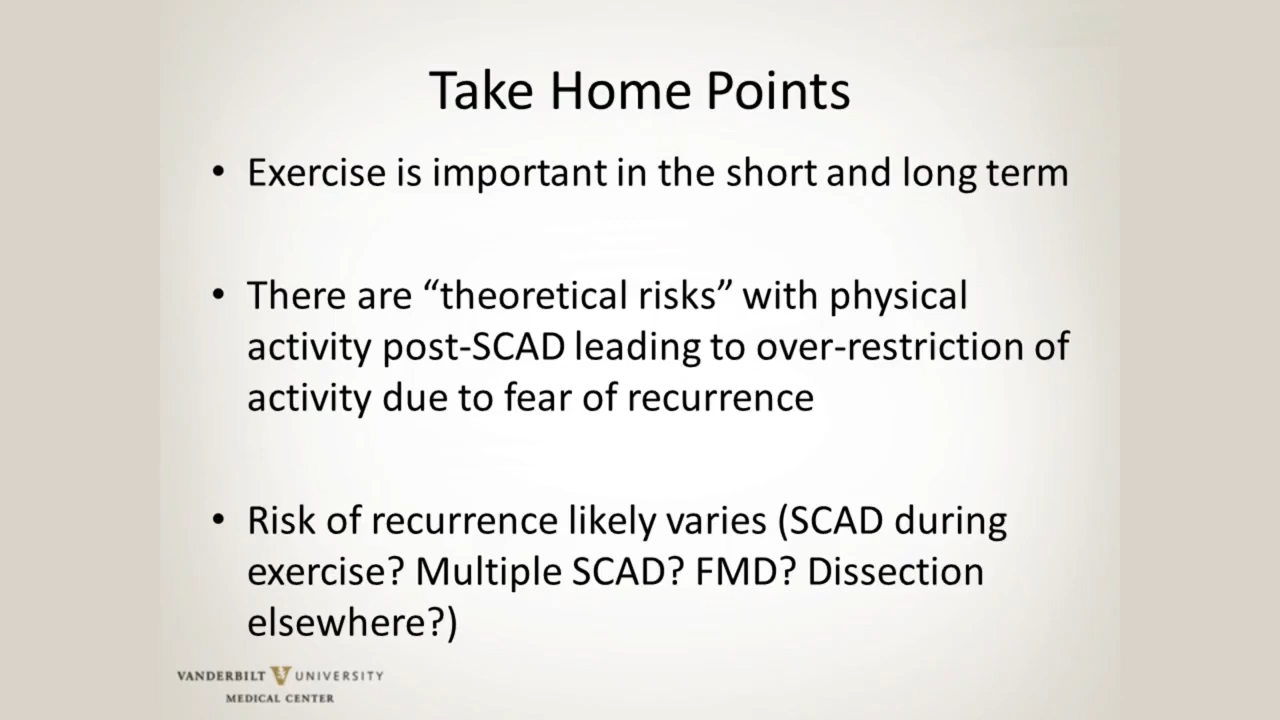 Take Home Points
• Exercise is important in the short and long term
• There are “theoretical risks” with physical
activity post-SCAD leading to over-restriction of
activity due to fear of recurrence
• Risk of recurrence likely varies (SCAD during
exercise? Multiple SCAD? FMD? Dissection
elsewhere?)
VANDERBILT V UNIVERSITY
MEDICAL CENTER